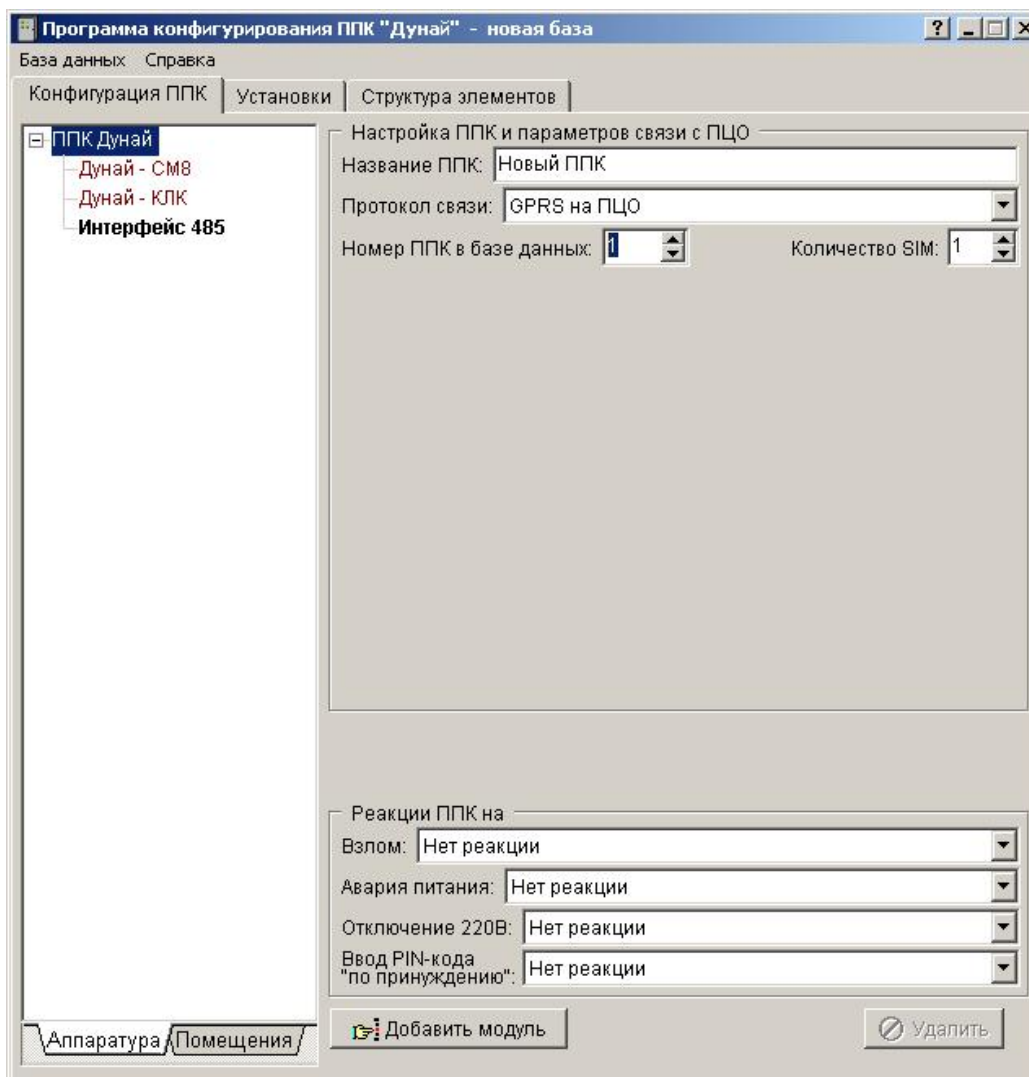 Программа конфигурирования ППК "Дунай" - новая база
База данных Справка
Конфигурация ППК Установки Структура элементов
ППК Дунай
Дунай - СМ8
Дунай - КЛК
Интерфейс 485
Настройка ППК и параметров связи с ПЦО
Название ППК: Новый ППК
Протокол связи: GPRS на ПЦО
Номер ППК в базе данных: 1 Количество SIM: 1
Реакции ППК на
Взлом: Нет реакции
Авария питания: Нет реакции
Отключение 220В: Нет реакции
Ввод PIN-кода
"по принуждению": Нет реакции
Аппаратура Помещения
Добавить модуль Удалить